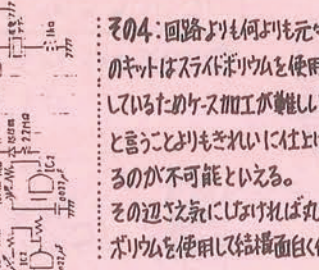 1kΩ
その4:回路よりも何よりも元々
のキットはスライドボリウムを使用
しているためケース加工が難しい
と言うことよりもきれいに仕上げ
るのが不可能といえる。
その辺さえ気にしなければ丸
ボリウムを使用して結構面白く
2.2MΩ
IC2
IC2